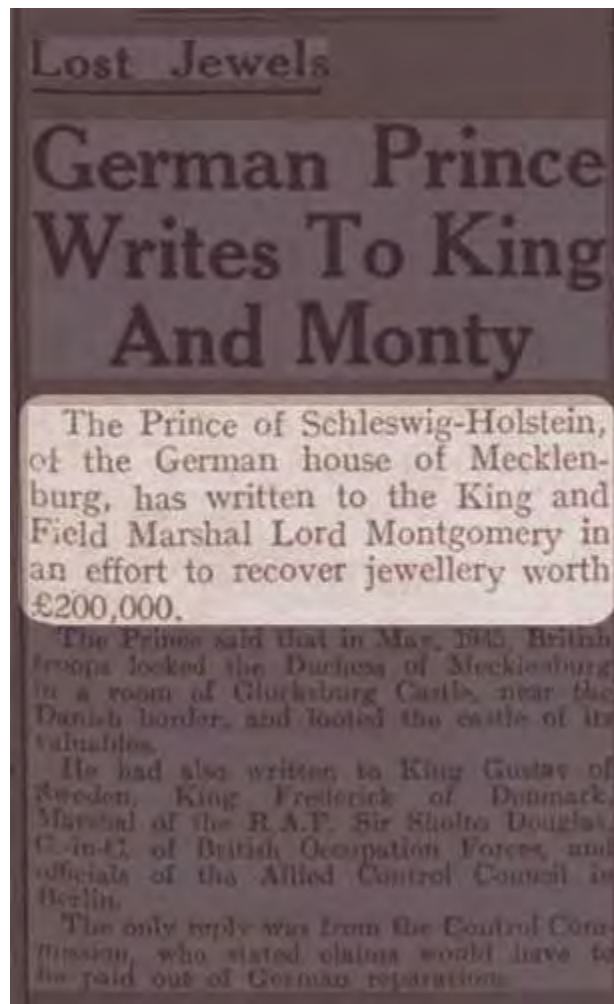 Lost Jewels
German Prince
Writes To King
And Monty
The Prince of Schleswig-Holstein,
of the German house of Mecklen-
burg, has written to the King and
Field Marshal Lord Montgomery in
an effort to recover jewellery worth
£200,000.
The Prince said that in May, 1945, British
troops locked the Duchess of Mecklenburg
in a room of Glucksburg Castle, near the
Danish border, and looted the castle of its
valuables.
He had also written to King Gustav of
Sweden, King Frederick of Denmark,
Marshal of the R.A.F. Sir Sholto Douglas,
C.-in-C. of British Occupation Forces, and
officials of the Allied Control Council in
Berlin.
The only reply was from the Control Com-
mission, who stated claims would have to
be paid out of German reparations.